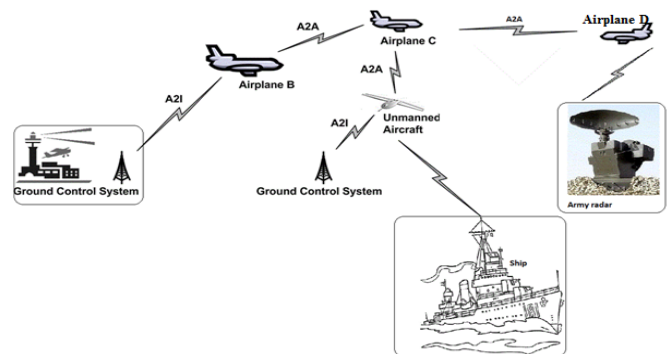 A2A
Airplane D
A2A
Airplane C
A2A
Airplane B
A2I
A2I
Unmanned
Aircraft
Ground Control System
Ground Control System
Army radar
Ship